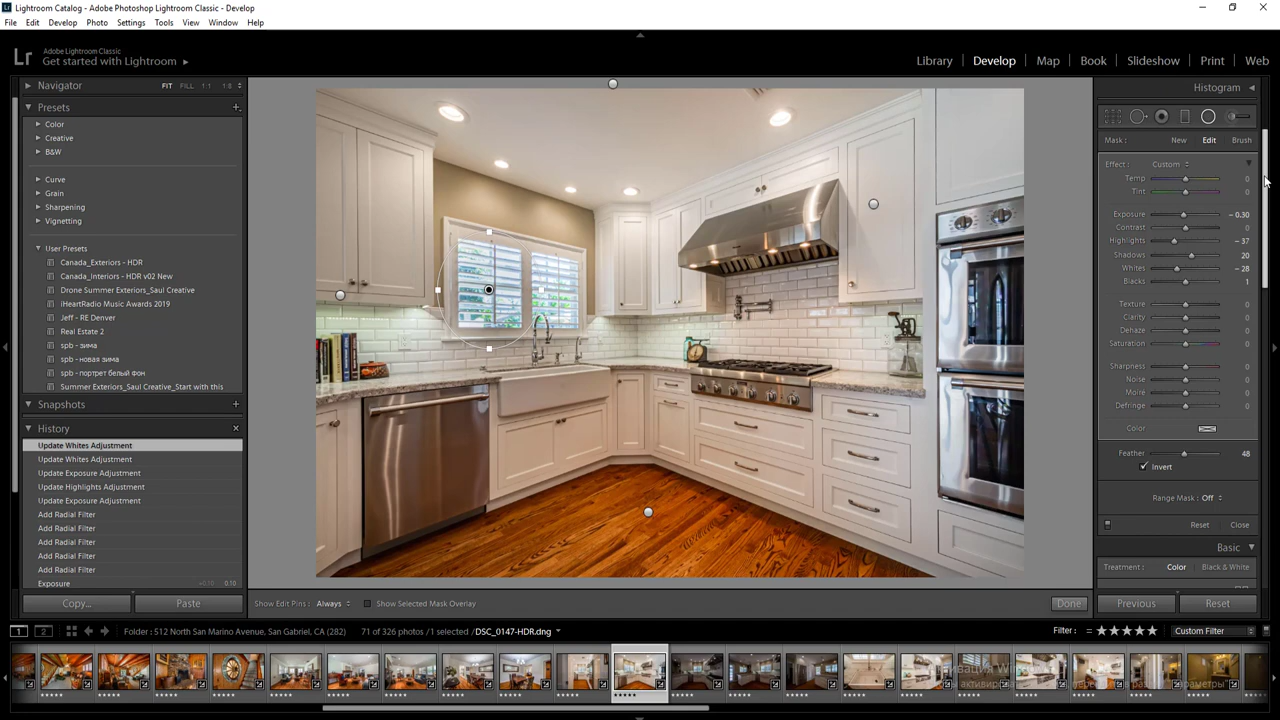 Lightroom Catalog - Adobe Photoshop Lightroom Classic - Develop
File Edit Develop Photo Settings Tools View Window Help
Lr Adobe Lightroom Classic
Get started with Lightroom
Library Develop Map Book Slideshow Print Web
Navigator FIT FILL 1:1 1:8
Presets
Color
Creative
B&W
Curve
Grain
Sharpening
Vignetting
User Presets
Canada_Exteriors - HDR
Canada_Interiors - HDR v02 New
Drone Summer Exteriors_Saul Creative
iHeartRadio Music Awards 2019
Jeff - RE Denver
Real Estate 2
spb - зима
spb - новая зима
spb - портрет белый фон
Summer Exteriors_Saul Creative_Start with this
Snapshots
History
Update Whites Adjustment
Update Whites Adjustment
Update Exposure Adjustment
Update Highlights Adjustment
Update Exposure Adjustment
Add Radial Filter
Add Radial Filter
Add Radial Filter
Add Radial Filter
Add Radial Filter
Exposure +0.10 0.10
Copy... Paste
Histogram
Mask : New Edit Brush
Effect : Custom
Temp 0
Tint 0
Exposure – 0.30
Contrast 0
Highlights – 37
Shadows 20
Whites – 28
Blacks 1
Texture 0
Clarity 0
Dehaze 0
Saturation 0
Sharpness 0
Noise 0
Moire 0
Defringe 0
Color
Feather 48
Invert
Range Mask : Off
Reset Close
Basic
Treatment : Color Black & White
Previous Reset
Show Edit Pins : Always Show Selected Mask Overlay Done
1 2 Folder : 512 North San Marino Avenue, San Gabriel, CA (282) 71 of 326 photos /1 selected /DSC_0147-HDR.dng Filter : Custom Filter